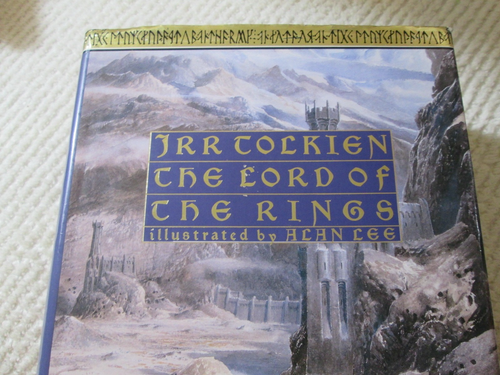 JRR TOLKIEN
THE LORD OF
THE RINGS
illustrated by ALAN LEE